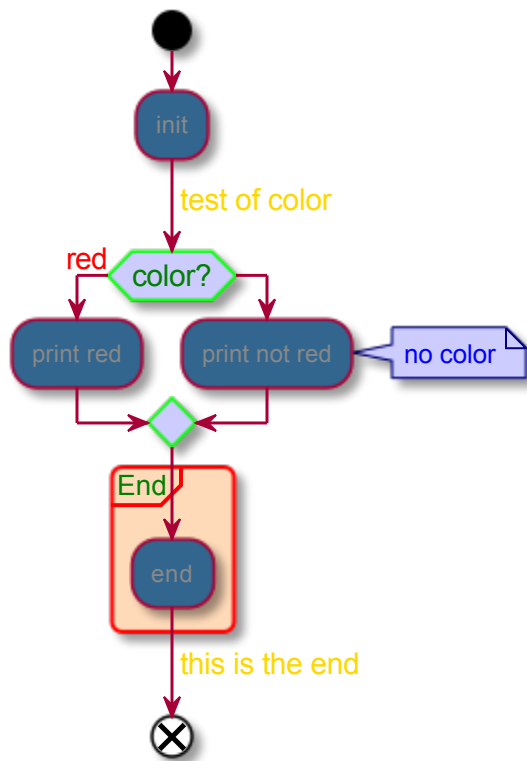 init
test of color
red
color?
print red
print not red
no color
End
end
this is the end